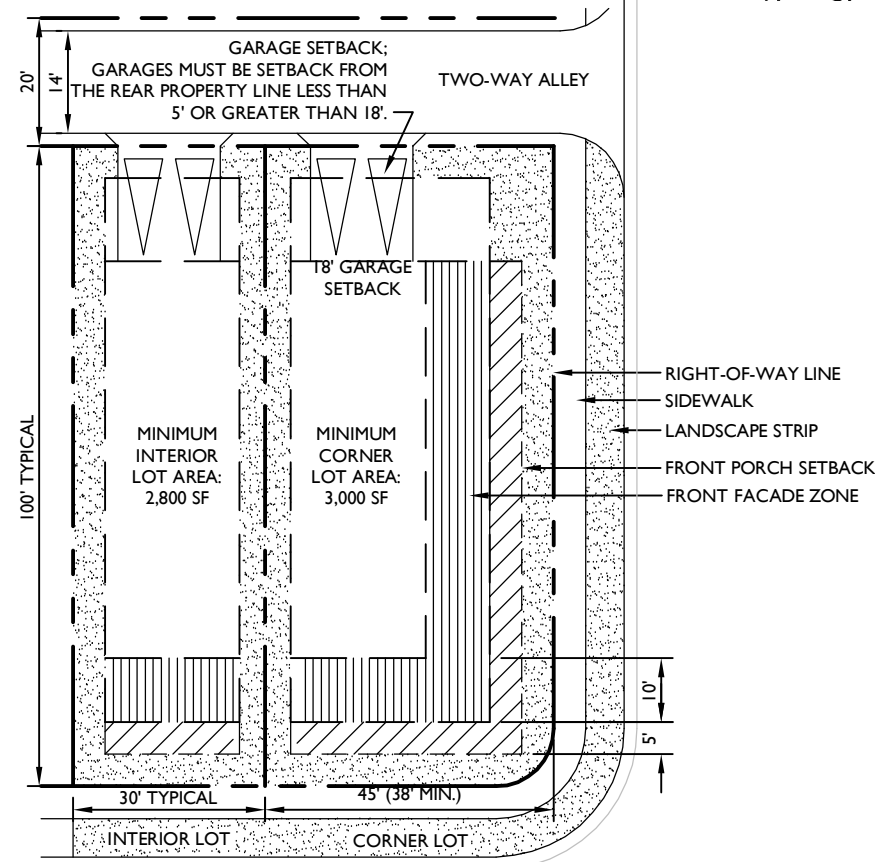 GARAGE SETBACK;
GARAGES MUST BE SETBACK FROM
THE REAR PROPERTY LINE LESS THAN
5' OR GREATER THAN 18'.
TWO-WAY ALLEY
20'
14'
18' GARAGE
SETBACK
RIGHT-OF-WAY LINE
SIDEWALK
LANDSCAPE STRIP
FRONT PORCH SETBACK
FRONT FACADE ZONE
100' TYPICAL
MINIMUM
INTERIOR
LOT AREA:
2,800 SF
MINIMUM
CORNER
LOT AREA:
3,000 SF
10'
5'
30' TYPICAL
45' (38' MIN.)
INTERIOR LOT
CORNER LOT